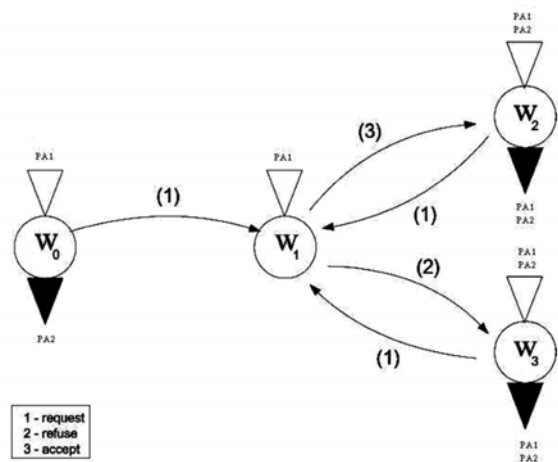 PA1
PA2
W2
PA1
PA2
(3)
(1)
PA1
W0
PA2
(1)
PA1
W1
(2)
(1)
PA1
PA2
W3
PA1
PA2
1 - request
2 - refuse
3 - accept